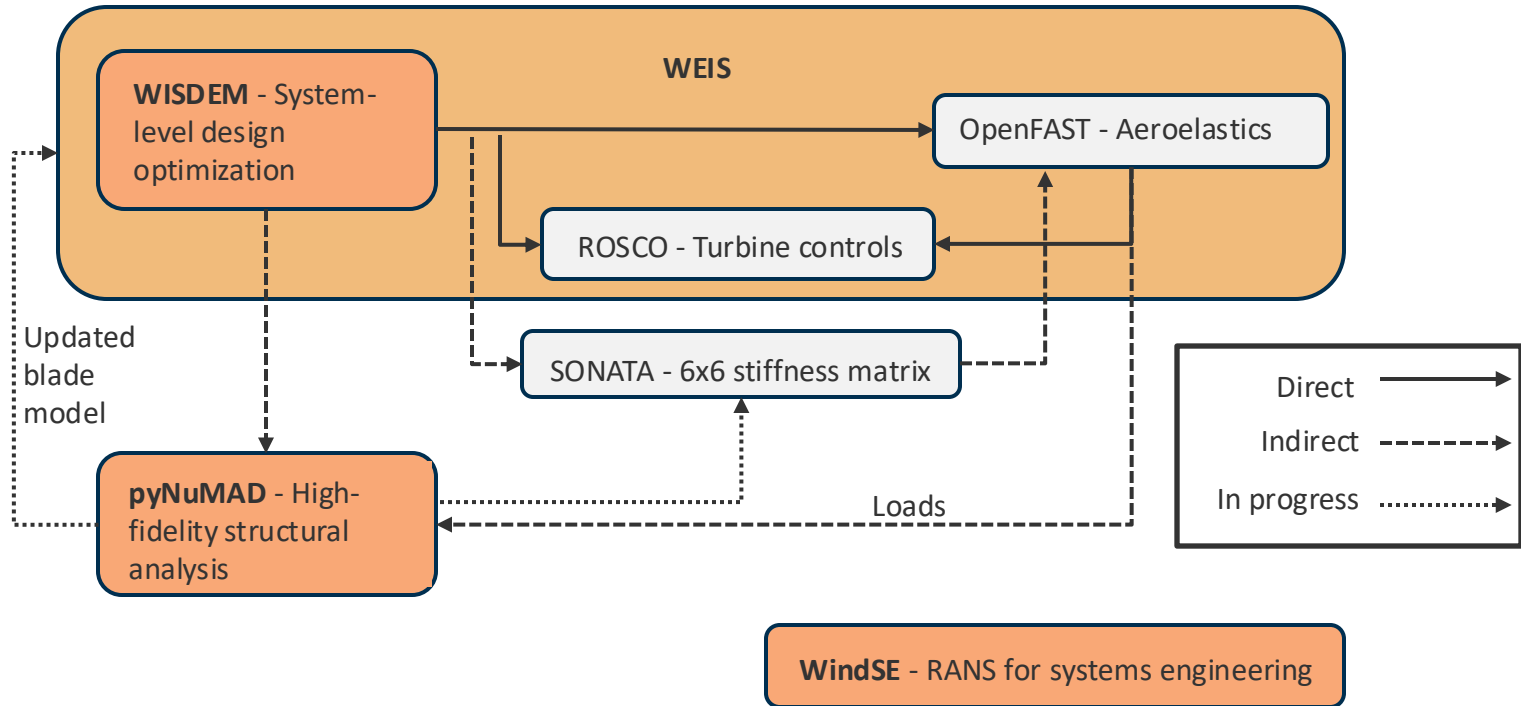 WEIS
WISDEM - System-
level design
optimization
OpenFAST - Aeroelastics
ROSCO - Turbine controls
SONATA - 6x6 stiffness matrix
Updated
blade
model
pyNuMAD - High-
fidelity structural
analysis
Loads
Direct
Indirect
In progress
WindSE - RANS for systems engineering